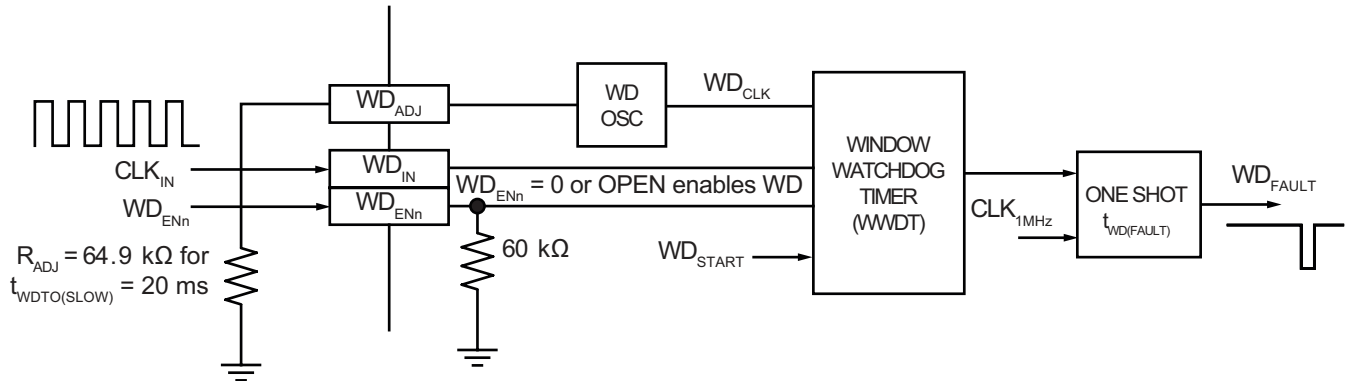 WD_ADJ
WD OSC
WD_CLK
CLK_IN
WD_IN
WD_ENn = 0 or OPEN enables WD
WD_ENn
WD_ENn
WINDOW
WATCHDOG
TIMER
(WWDT)
CLK_1MHz
ONE SHOT
t_WD(FAULT)
WD_FAULT
R_ADJ = 64.9 kΩ for
t_WDTO(SLOW) = 20 ms
60 kΩ
WD_START